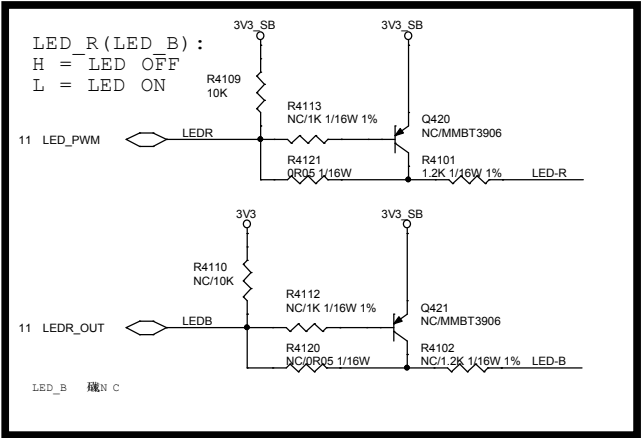 LED_R(LED_B):
H = LED OFF
L = LED ON
3V3_SB
3V3_SB
R4109
10K
R4113
NC/1K 1/16W 1%
Q420
NC/MMBT3906
11 LED_PWM
LEDR
R4121
0R05 1/16W
R4101
1.2K 1/16W 1%
LED-R
3V3
3V3_SB
R4110
NC/10K
R4112
NC/1K 1/16W 1%
Q421
NC/MMBT3906
11 LEDR_OUT
LEDB
R4120
NC/0R05 1/16W
R4102
NC/1.2K 1/16W 1%
LED-B
LED_B N C